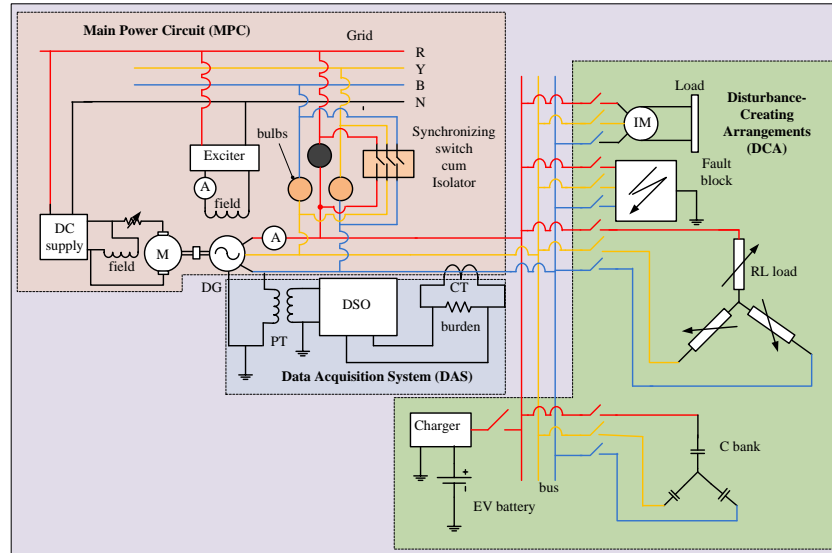 Main Power Circuit (MPC)
Grid
R
Y
B
N
bulbs
Synchronizing
switch
cum
Isolator
Exciter
A
field
DC
supply
field
M
A
DG
PT
DSO
CT
burden
Data Acquisition System (DAS)
Load
IM
Disturbance-
Creating
Arrangements
(DCA)
Fault
block
RL load
Charger
+
EV battery
bus
C bank